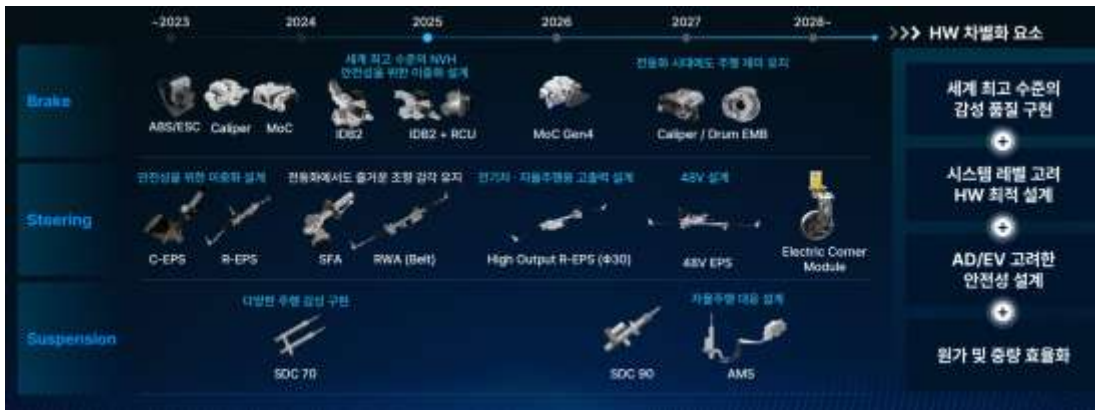 ~2023 2024 2025 2026 2027 2028~
>>> HW 차별화 요소
Brake
세계 최고 수준의 NVH
안전성을 위한 이중화 설계
전동화 시대에도 주행 재미 유지
ABS/ESC Caliper MoC IDB2 IDB2 + RCU MoC Gen4 Caliper / Drum EMB
Steering
안전성을 위한 이중화 설계 전동화에서도 즐거운 조향 감각 유지 전기차 · 자율주행용 고출력 설계 48V 설계
C-EPS R-EPS SFA RWA (Belt) High Output R-EPS (Φ30) 48V EPS Electric Corner
Module
Suspension
다양한 주행 감성 구현 자율주행 대응 설계
SDC 70 SDC 90 AMS
세계 최고 수준의
감성 품질 구현
+
시스템 레벨 고려
HW 최적 설계
+
AD/EV 고려한
안전성 설계
+
원가 및 중량 효율화